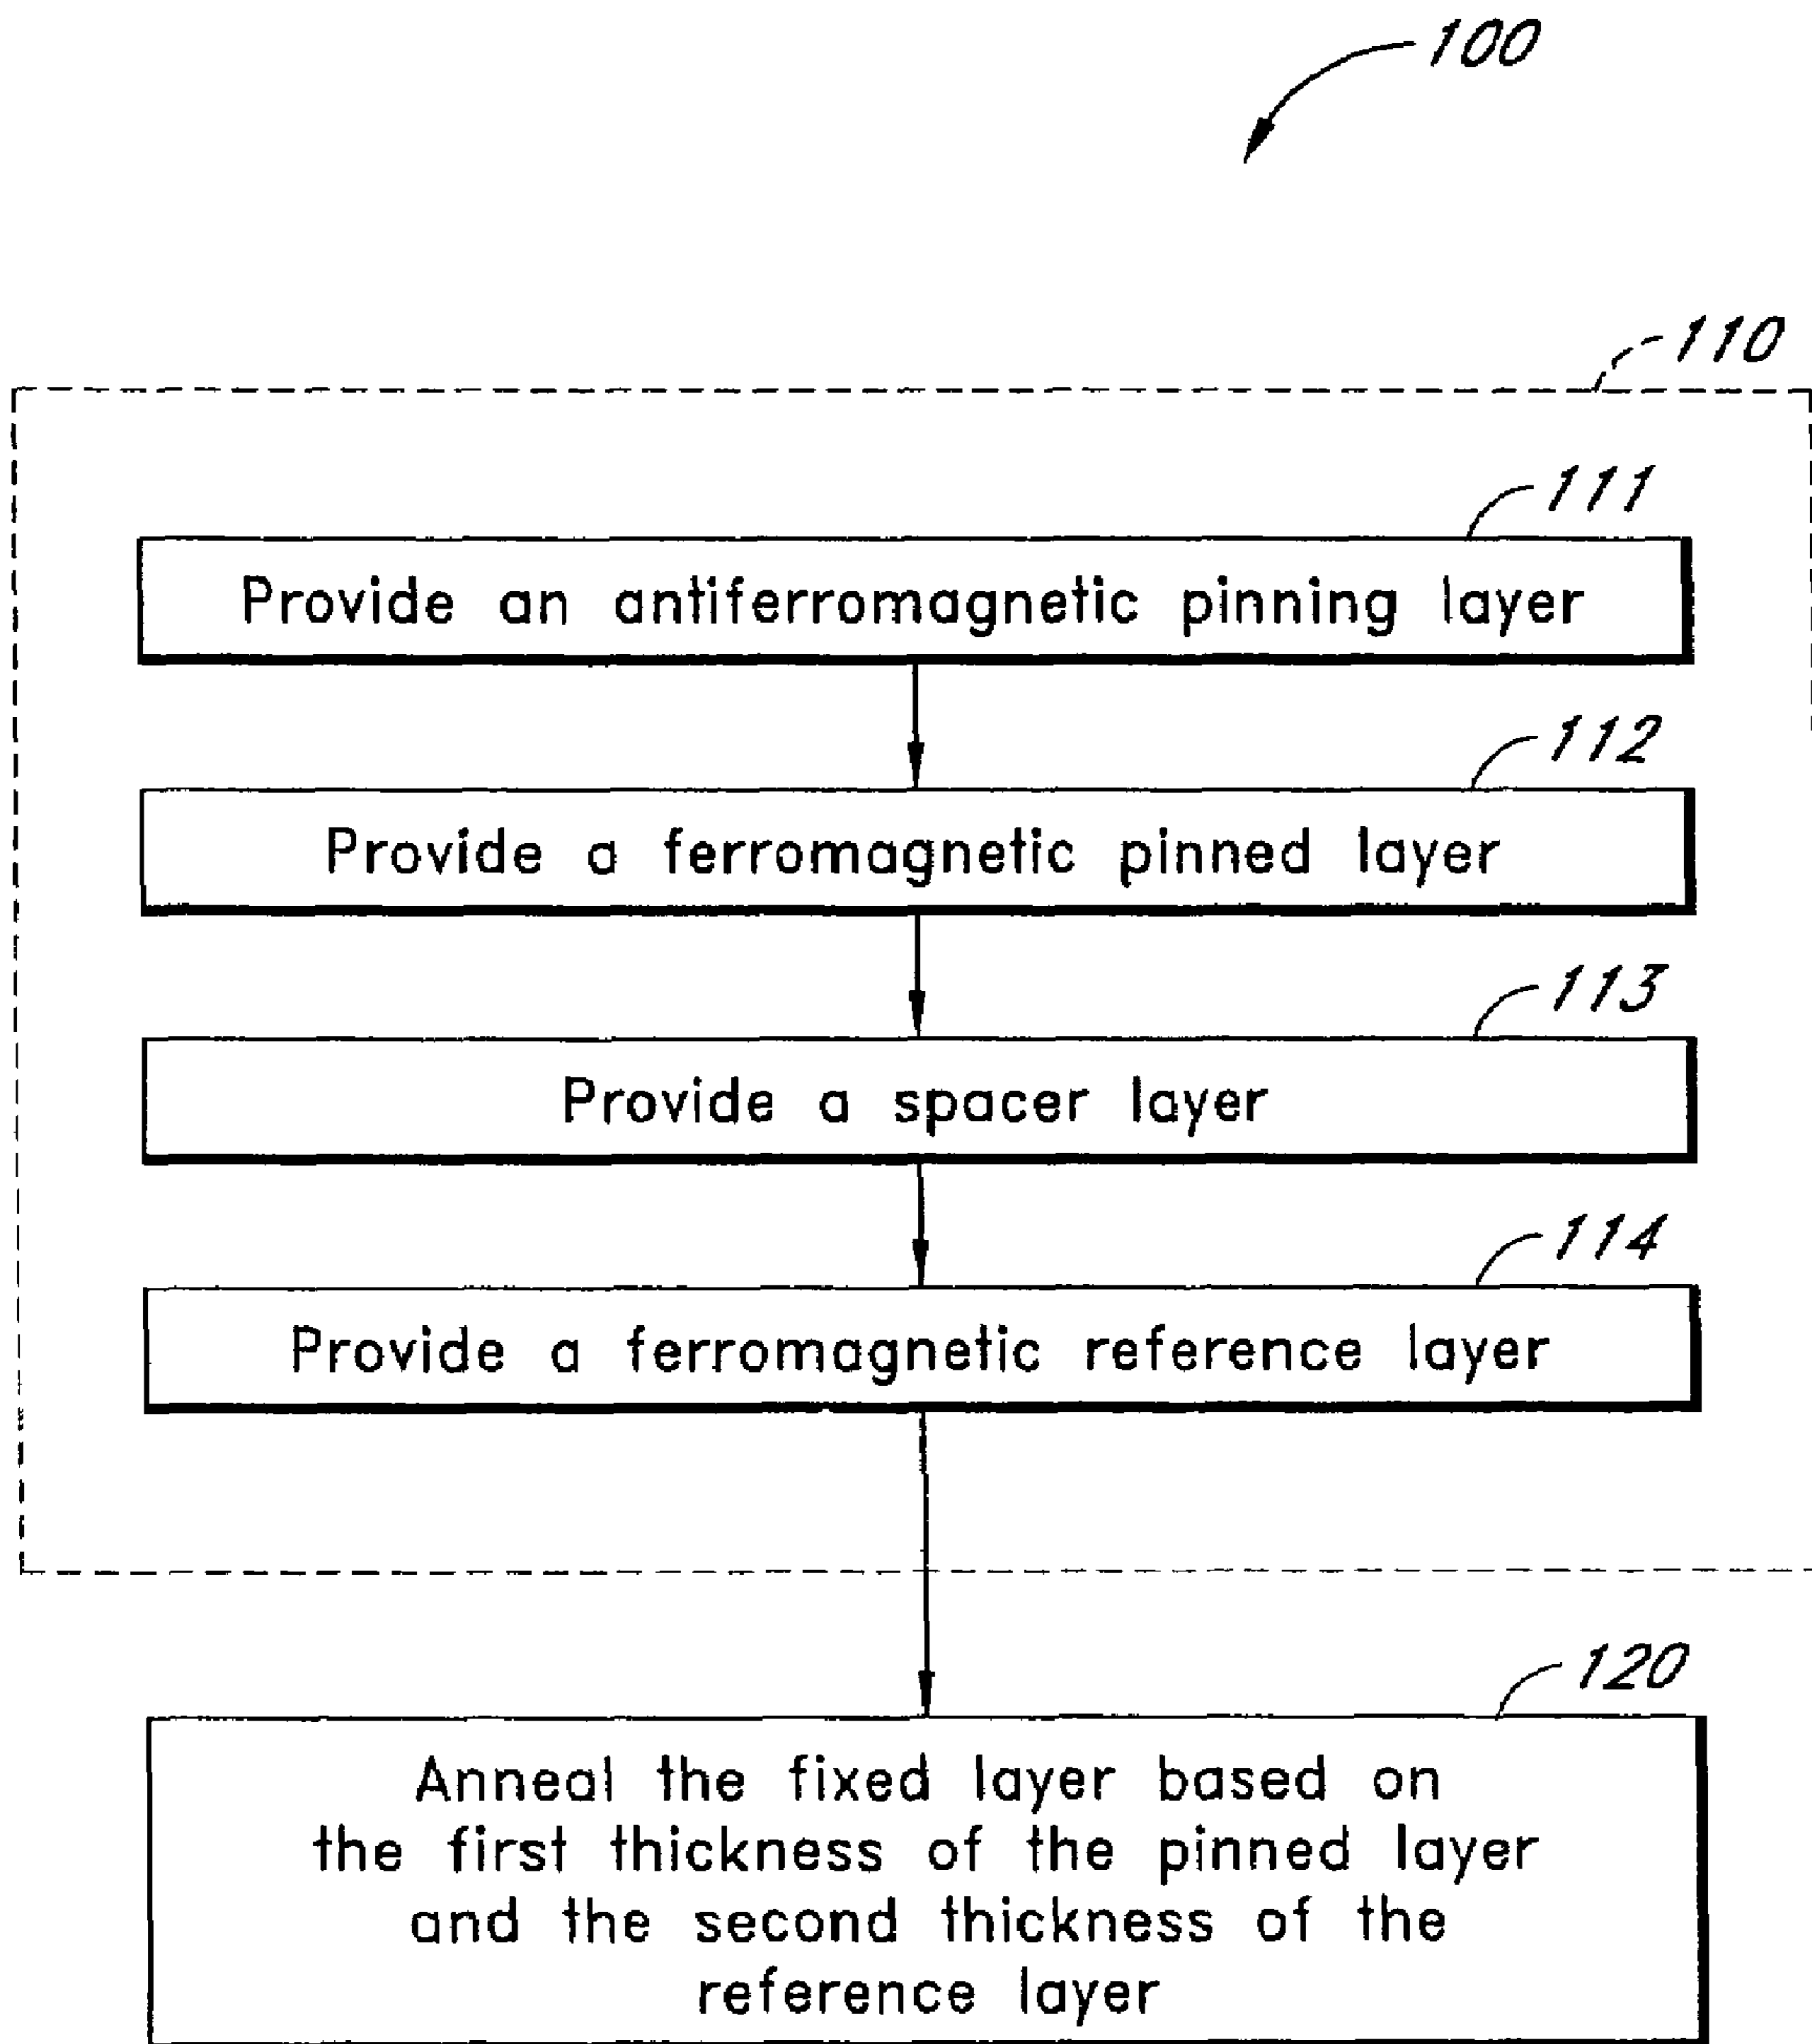 100
110
111
Provide an antiferromagnetic pinning layer
112
Provide a ferromagnetic pinned layer
113
Provide a spacer layer
114
Provide a ferromagnetic reference layer
120
Anneal the fixed layer based on
the first thickness of the pinned layer
and the second thickness of the
reference layer